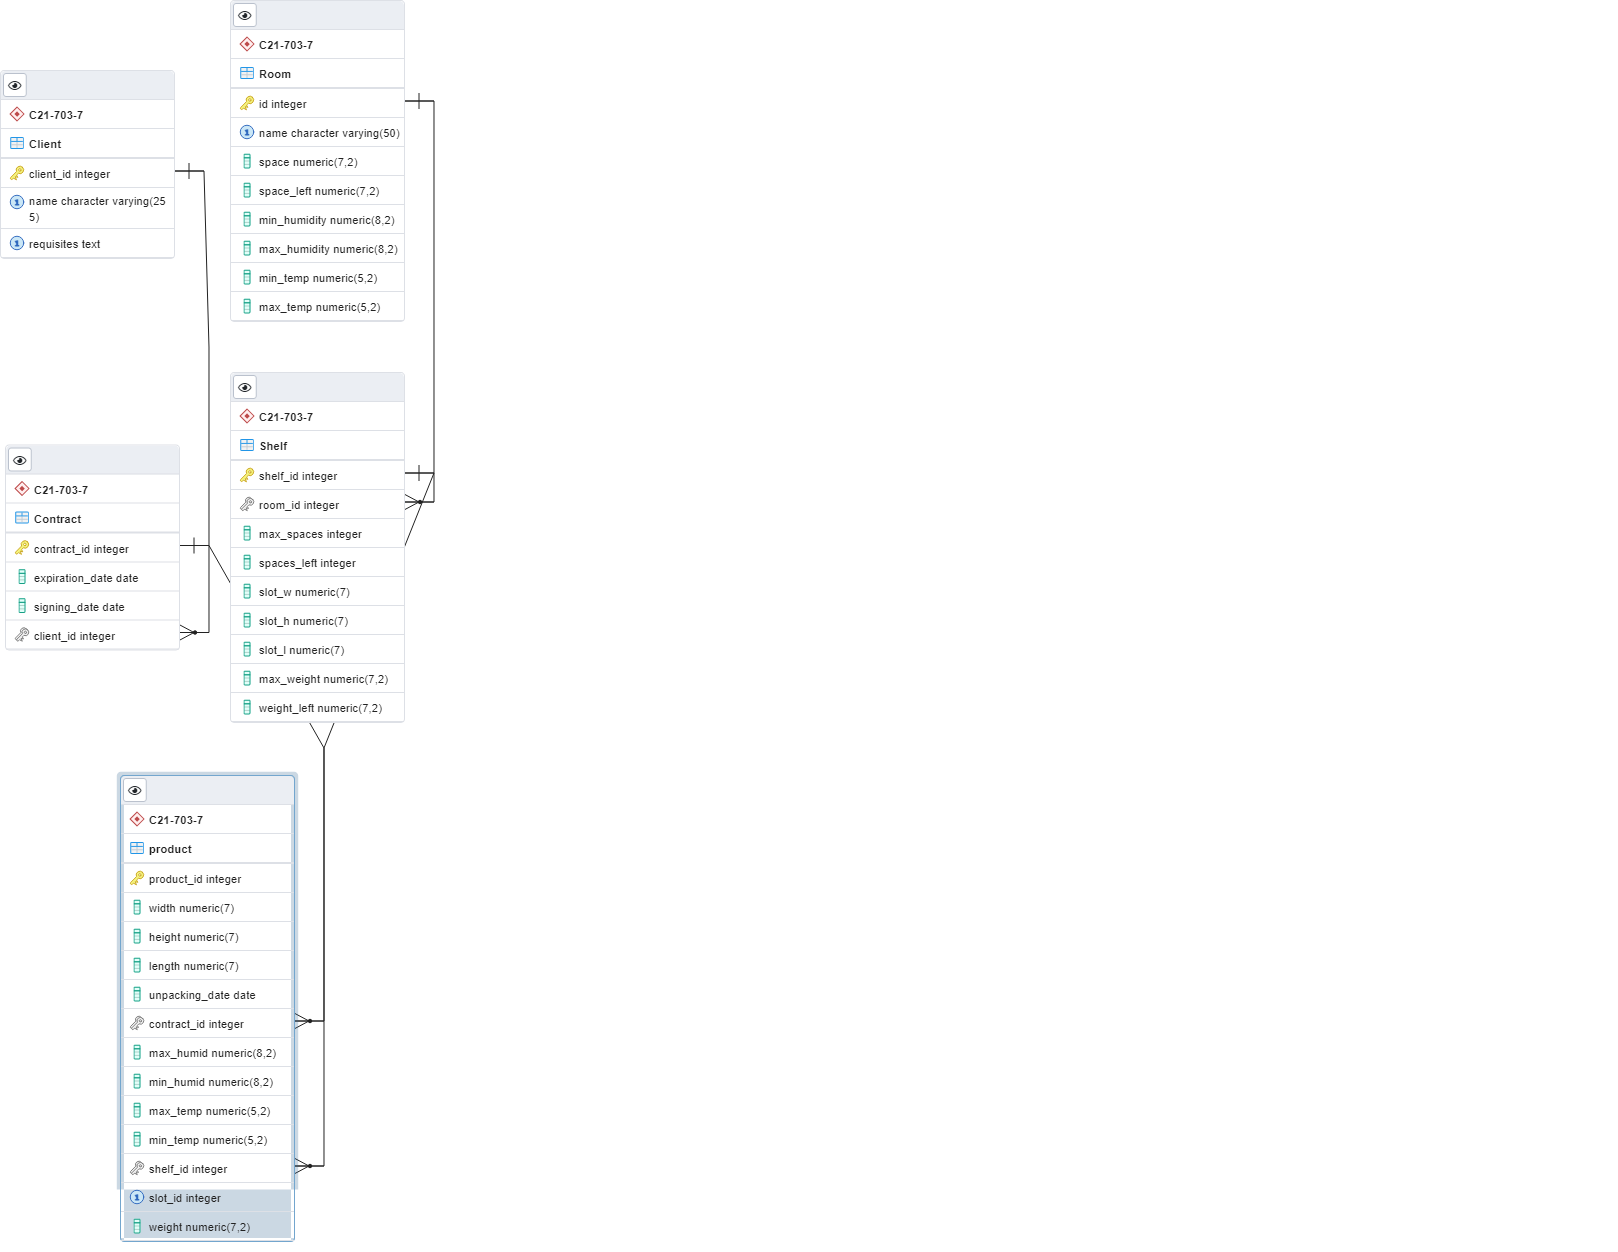 C21-703-7
Room
id integer
name character varying(50)
space numeric(7,2)
space_left numeric(7,2)
min_humidity numeric(8,2)
max_humidity numeric(8,2)
min_temp numeric(5,2)
max_temp numeric(5,2)
C21-703-7
Client
client_id integer
name character varying(25
5)
requisites text
C21-703-7
Shelf
shelf_id integer
room_id integer
max_spaces integer
spaces_left integer
slot_w numeric(7)
slot_h numeric(7)
slot_l numeric(7)
max_weight numeric(7,2)
weight_left numeric(7,2)
C21-703-7
Contract
contract_id integer
expiration_date date
signing_date date
client_id integer
C21-703-7
product
product_id integer
width numeric(7)
height numeric(7)
length numeric(7)
unpacking_date date
contract_id integer
max_humid numeric(8,2)
min_humid numeric(8,2)
max_temp numeric(5,2)
min_temp numeric(5,2)
shelf_id integer
slot_id integer
weight numeric(7,2)